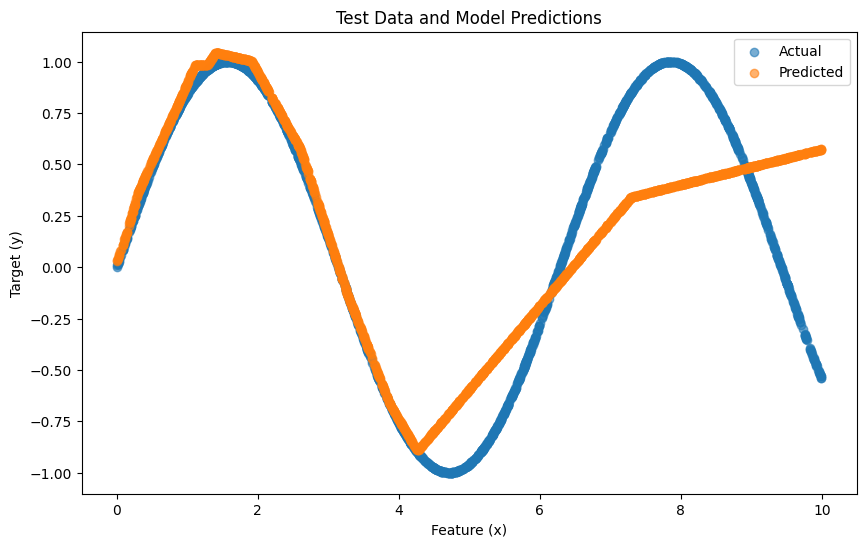 Test Data and Model Predictions
Actual
Predicted
1.00
0.75
0.50
0.25
0.00
−0.25
−0.50
−0.75
−1.00
Target (y)
0 2 4 6 8 10
Feature (x)